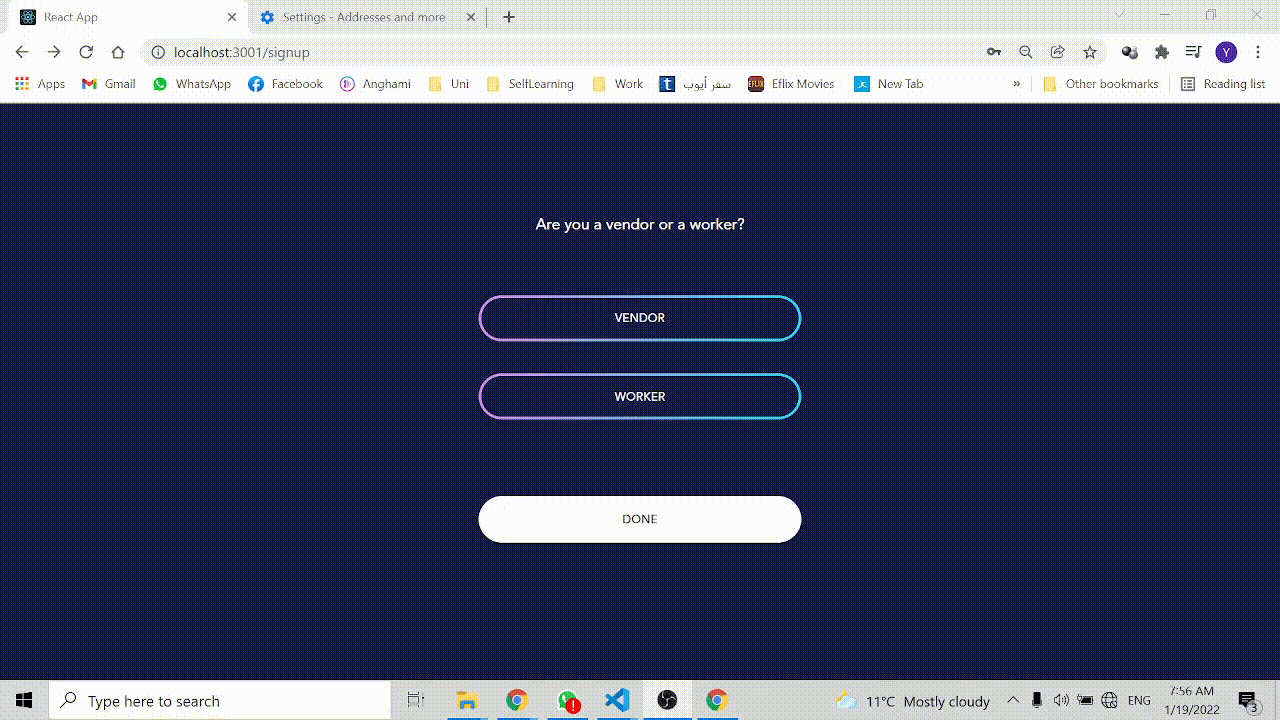 React App
Settings - Addresses and more
localhost:3001/signup
Y
Apps
Gmail
WhatsApp
Facebook
Anghami
Uni
SelfLearning
Work
t
سفر أيوب
EFLIX
Eflix Movies
New Tab
»
Other bookmarks
Reading list
Are you a vendor or a worker?
VENDOR
WORKER
DONE
Type here to search
11°C Mostly cloudy
ENG
7:56 AM
1/19/2022
3